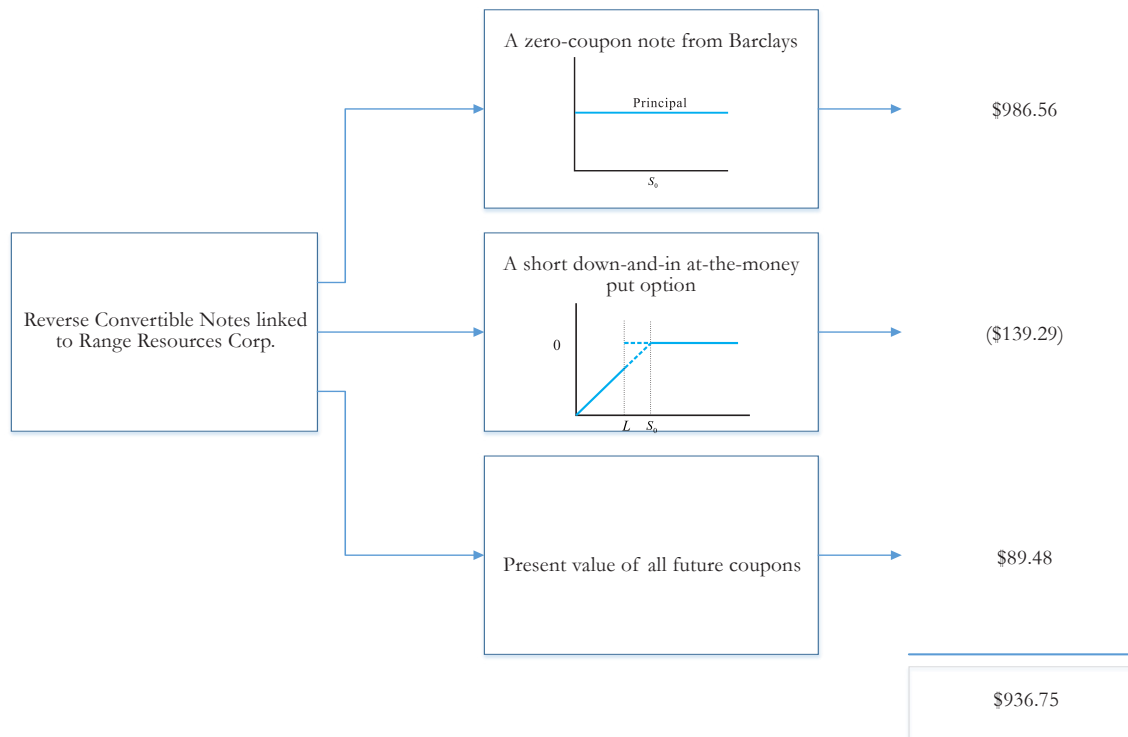 A zero-coupon note from Barclays
Principal
S₀
$986.56
Reverse Convertible Notes linked
to Range Resources Corp.
A short down-and-in at-the-money
put option
0
L S₀
($139.29)
Present value of all future coupons
$89.48
$936.75